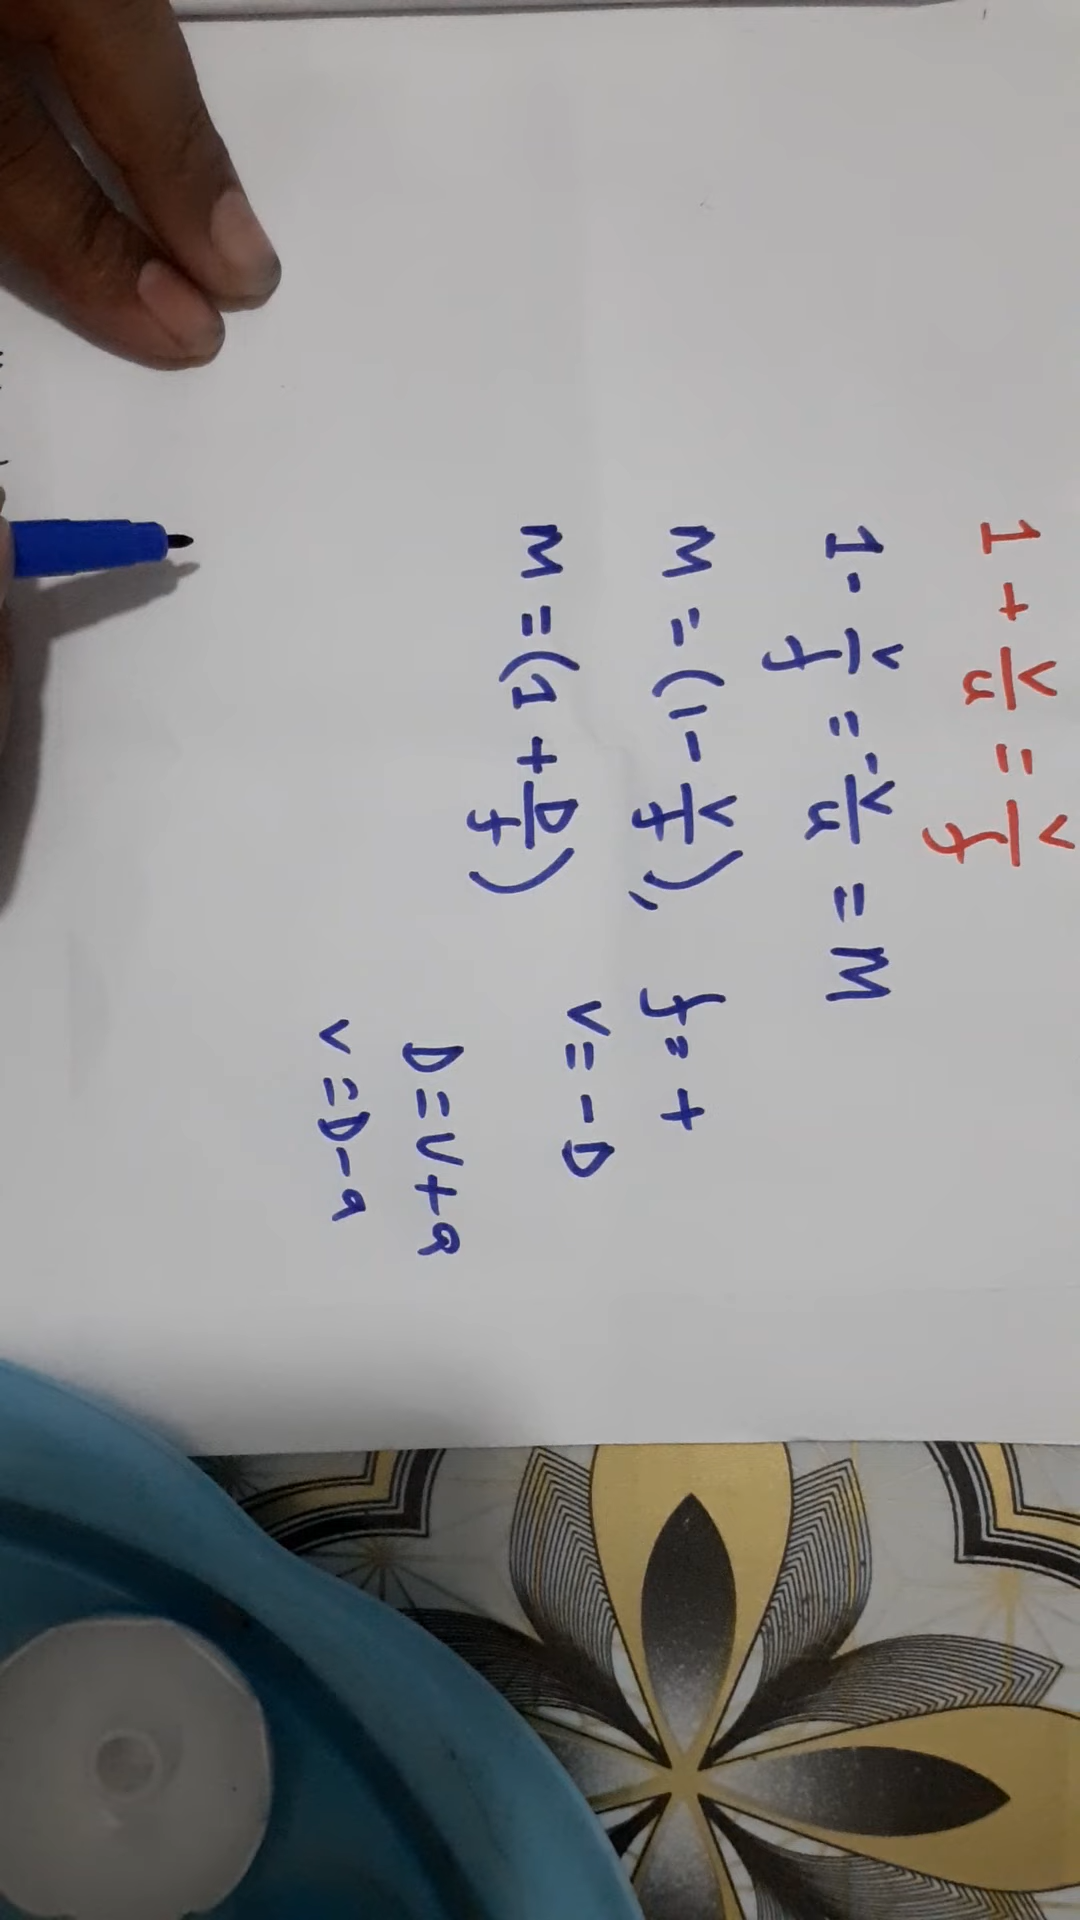 1 + v/u = v/f
1 - v/f = -v/u = M
M = (1 - v/f), f = +
v = - D
M = (1 + D/f)
D = v + a
v = D - a